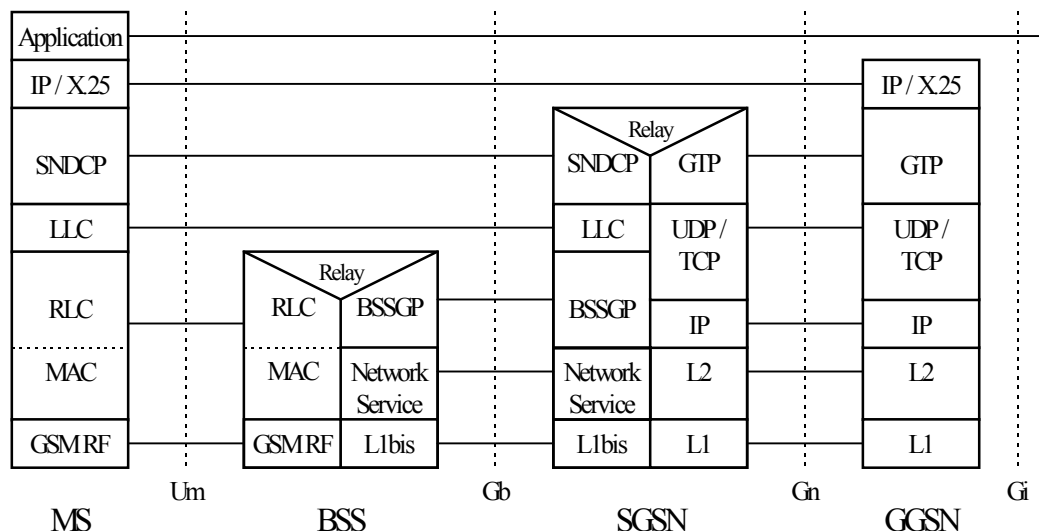 Application
IP / X.25
IP / X.25
Relay
SNDCP
SNDCP
GTP
GTP
LLC
LLC
UDP /
TCP
UDP /
TCP
Relay
RLC
RLC
BSSGP
BSSGP
IP
IP
MAC
MAC
Network
Service
Network
Service
L2
L2
GSM RF
GSM RF
L1bis
L1bis
L1
L1
Um
Gb
Gn
Gi
MS
BSS
SGSN
GGSN